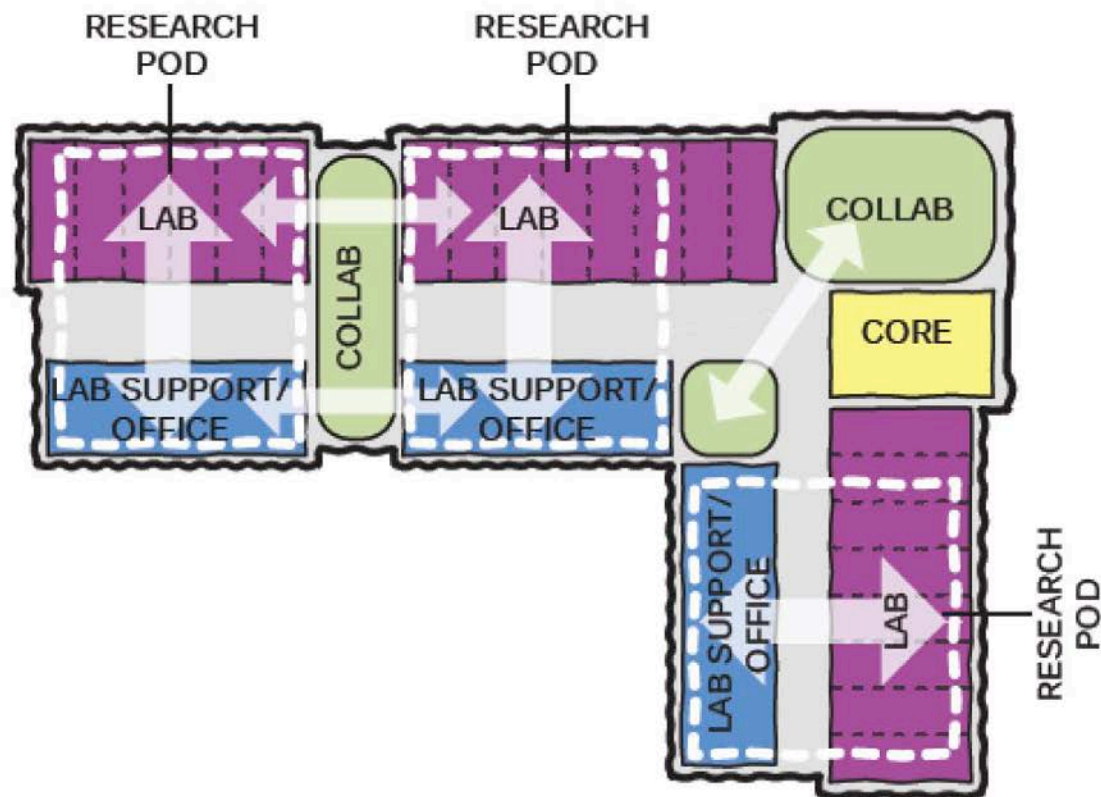 RESEARCH
POD
RESEARCH
POD
LAB
LAB
COLLAB
COLLAB
CORE
LAB SUPPORT/
OFFICE
LAB SUPPORT/
OFFICE
LAB SUPPORT/
OFFICE
LAB
RESEARCH
POD